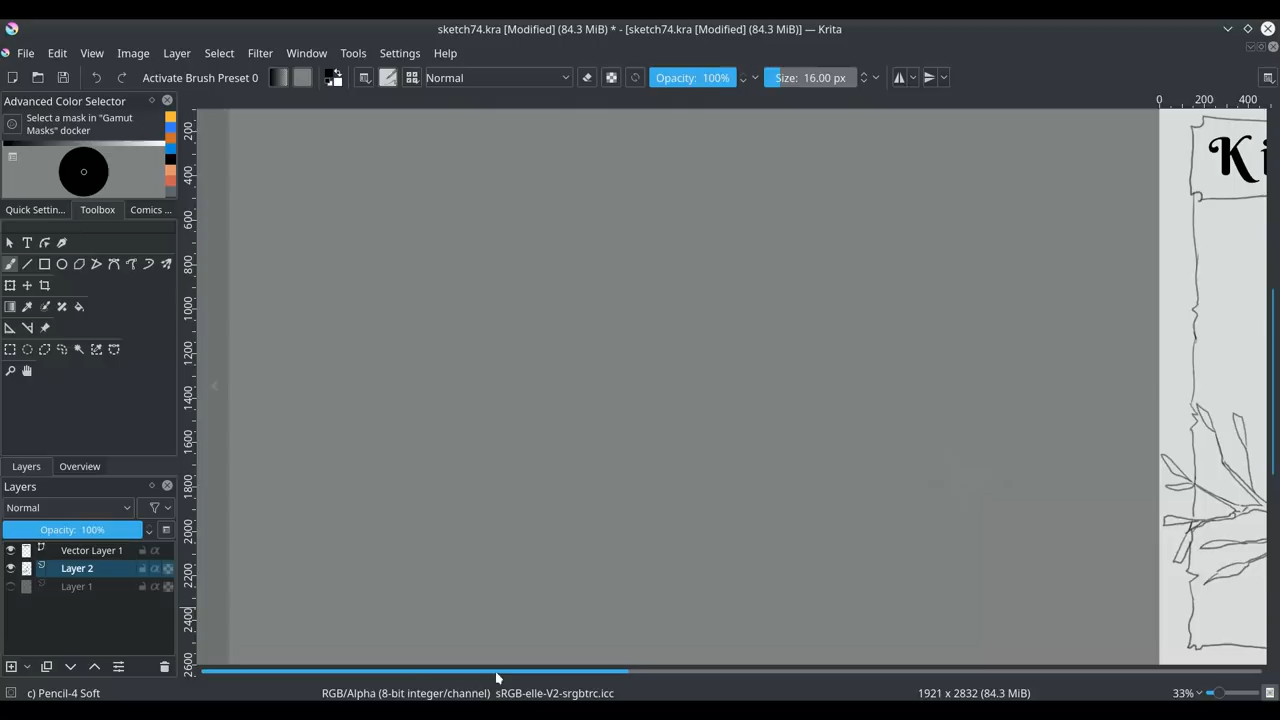 sketch74.kra [Modified] (84.3 MiB) * - [sketch74.kra [Modified] (84.3 MiB)] — Krita
File Edit View Image Layer Select Filter Window Tools Settings Help
Activate Brush Preset 0 Normal Opacity: 100% Size: 16.00 px
Advanced Color Selector
Select a mask in "Gamut
Masks" docker
0 200 400
Ki
Quick Settin... Toolbox Comics ...
200
400
600
800
1000
1200
1400
1600
1800
2000
2200
2400
2600
Layers Overview
Layers
Normal
Opacity: 100%
Vector Layer 1
Layer 2
Layer 1
c) Pencil-4 Soft RGB/Alpha (8-bit integer/channel) sRGB-elle-V2-srgbtrc.icc 1921 x 2832 (84.3 MiB) 33%